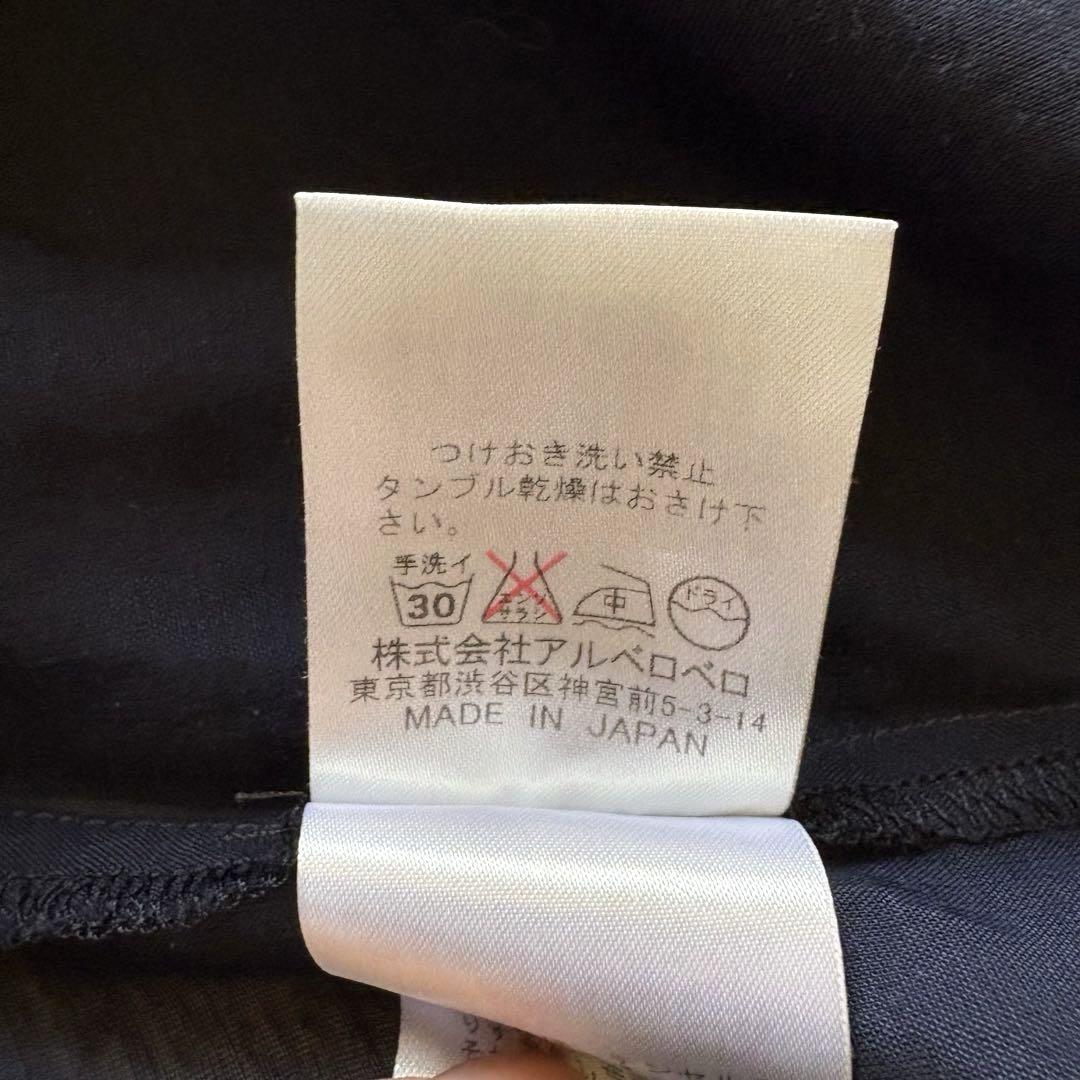 つけおき洗い禁止
タンブル乾燥はおさけ下
さい。
手洗イ
30
エンソ
サラシ
中
ドライ
株式会社アルベロベロ
東京都渋谷区神宮前5-3-14
MADE IN JAPAN